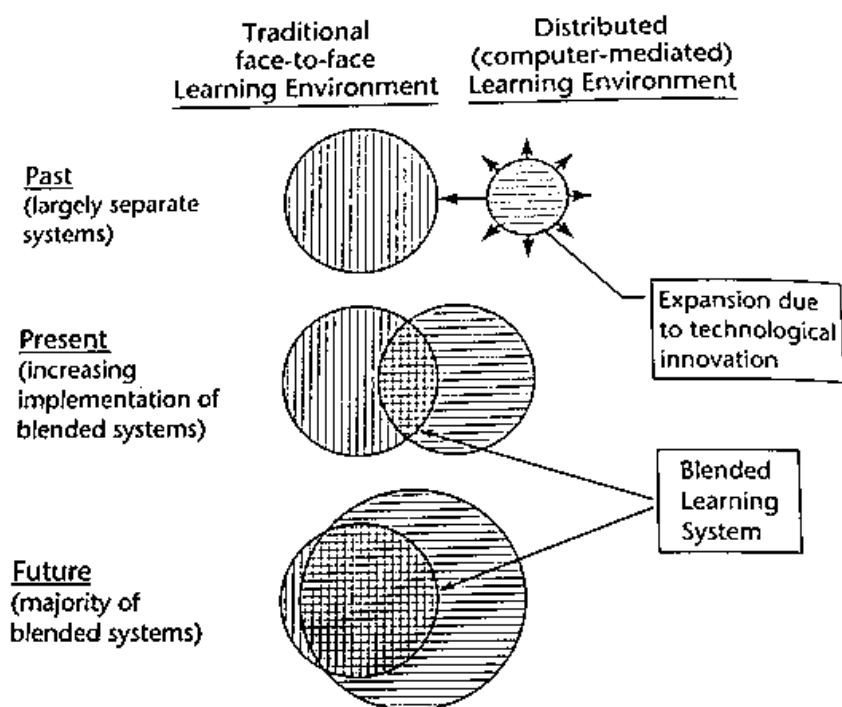 Traditional
face-to-face
Learning Environment
Distributed
(computer-mediated)
Learning Environment
Past
(largely separate
systems)
Expansion due
to technological
innovation
Present
(increasing
implementation of
blended systems)
Blended
Learning
System
Future
(majority of
blended systems)